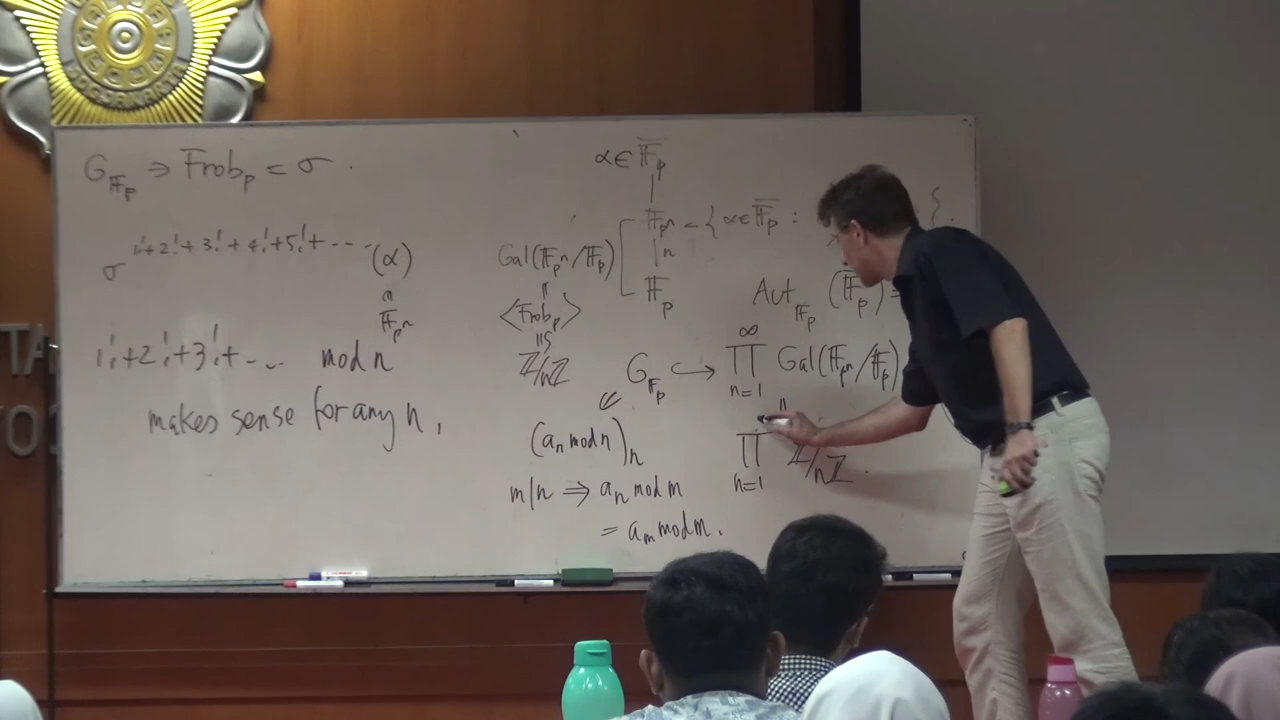 G_{𝔽_p} ∋ Frob_p = σ.
σ^{1!+2!+3!+4!+5!+---} (α)
∩
𝔽_{p^n}
1!+2!+3!+--- mod n
makes sense for any n,
α ∈ \overline{𝔽}_p
|
𝔽_{p^n} = { α ∈ \overline{𝔽}_p : }.
| n
𝔽_p
Gal(𝔽_{p^n}/𝔽_p)
||
<Frob_p>
||S
ℤ/nℤ
Aut_{𝔽_p} (\overline{𝔽}_p) =
G_{𝔽_p} ↪ ∏_{n=1}^{∞} Gal(𝔽_{p^n}/𝔽_p)
∏_{n=1} ℤ/nℤ.
(a_n mod n)_n
m|n ⇒ a_n mod m
= a_m mod m.
TA